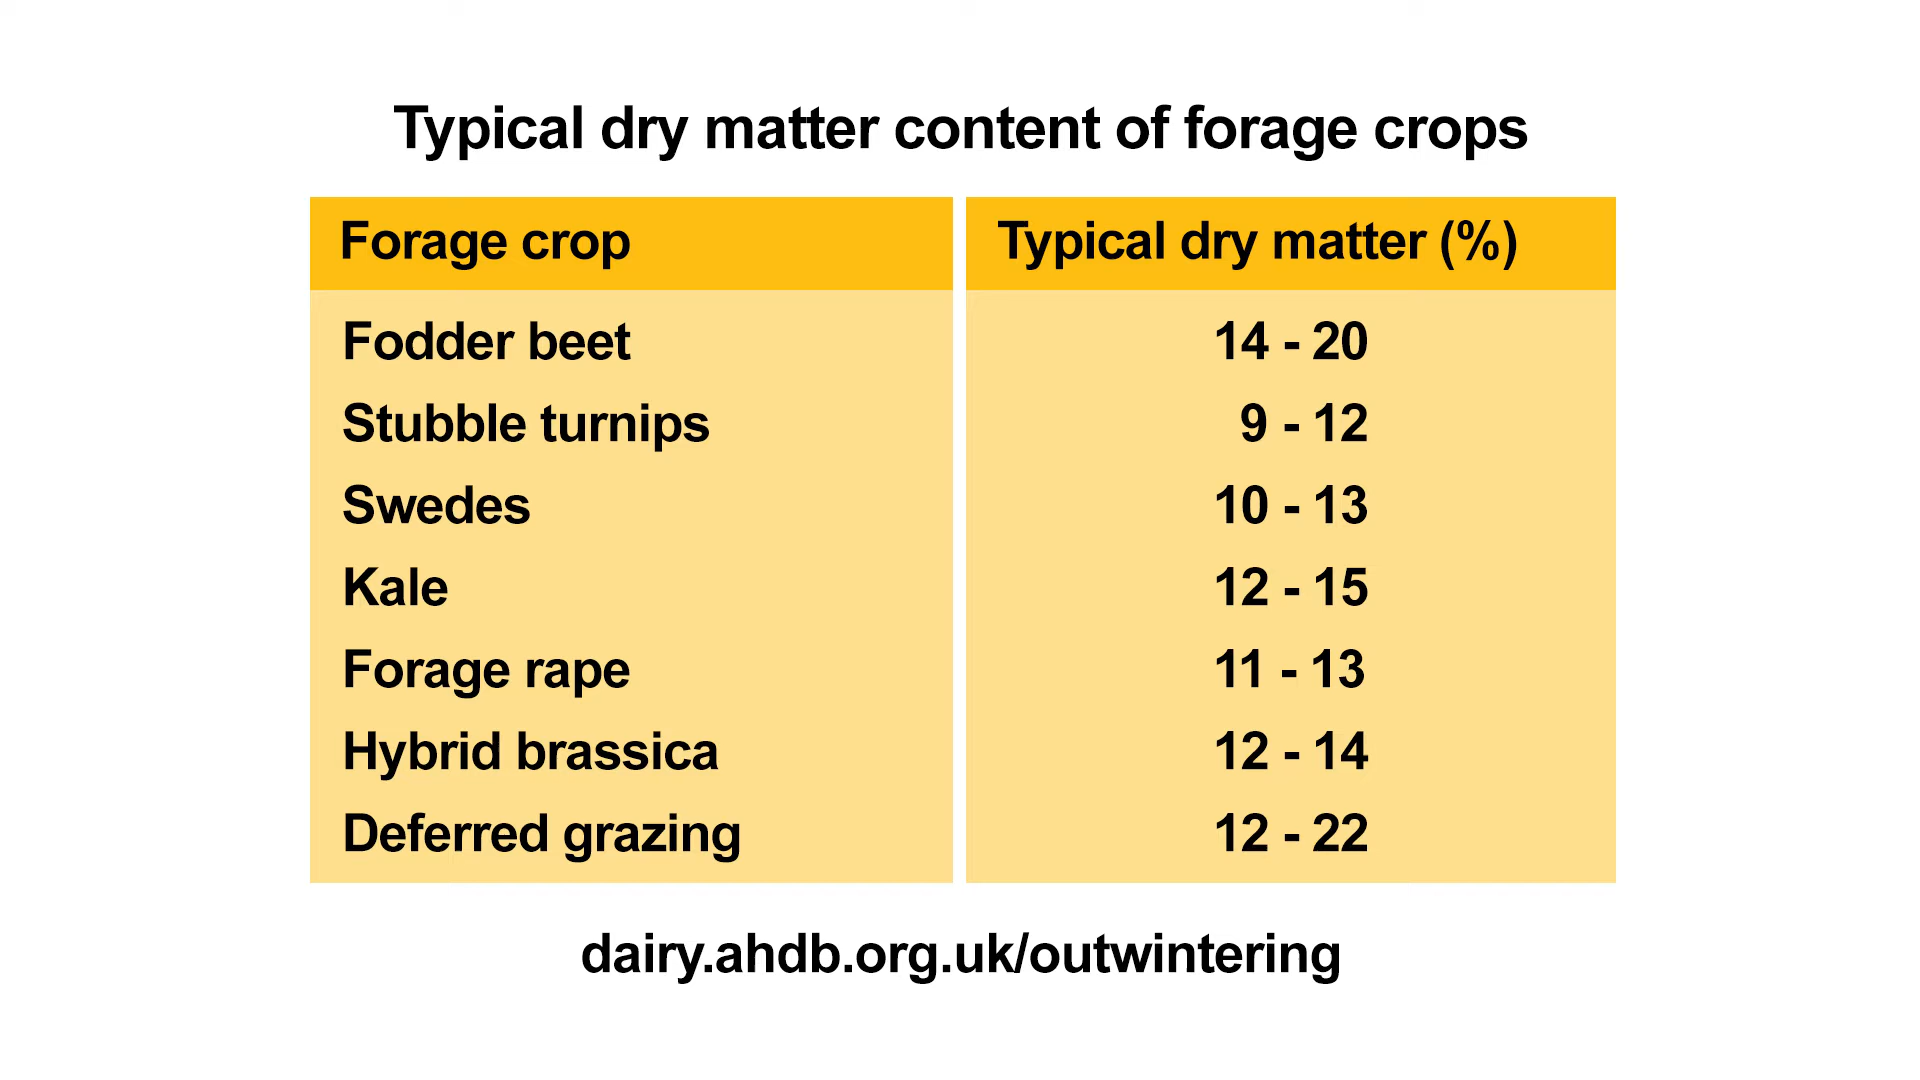 Typical dry matter content of forage crops
Forage crop Typical dry matter (%)
Fodder beet 14 - 20
Stubble turnips 9 - 12
Swedes 10 - 13
Kale 12 - 15
Forage rape 11 - 13
Hybrid brassica 12 - 14
Deferred grazing 12 - 22
dairy.ahdb.org.uk/outwintering